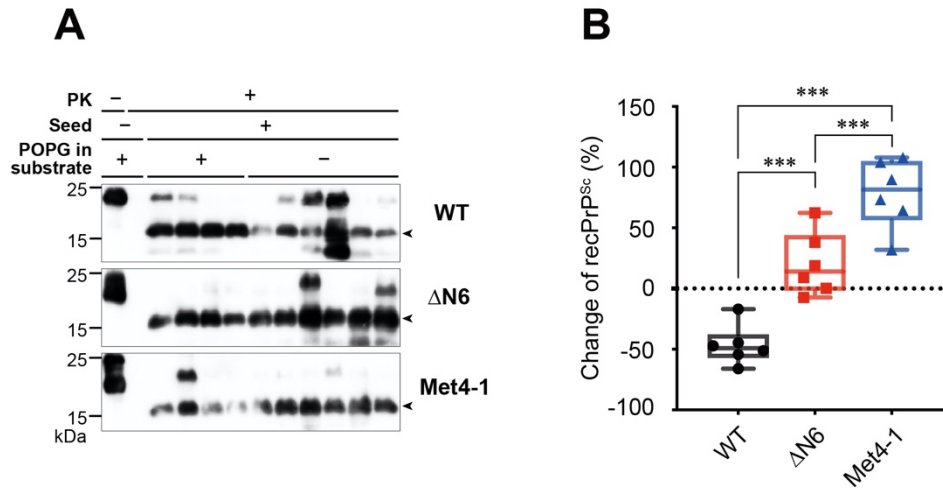 A
PK − +
Seed − +
POPG in substrate + + −
25
15
WT
25
15
ΔN6
25
15
Met4-1
kDa
B
Change of recPrPSc (%)
150
100
50
0
-50
-100
***
***
***
WT
ΔN6
Met4-1